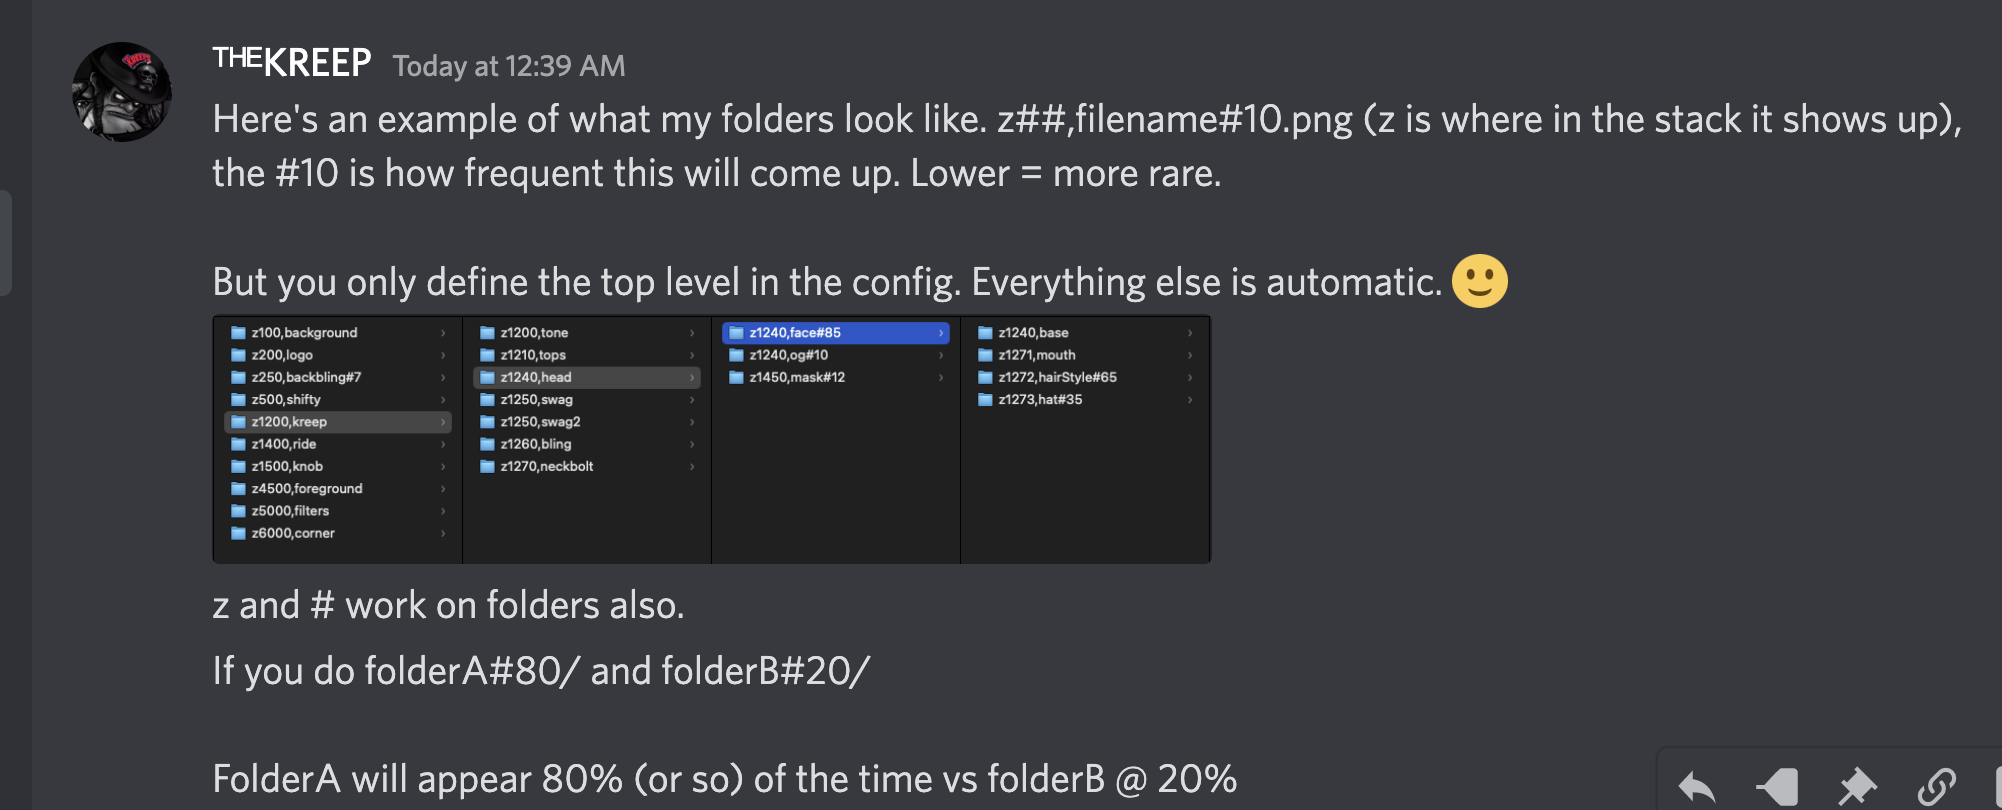 THEKREEP Today at 12:39 AM
Here's an example of what my folders look like. z##,filename#10.png (z is where in the stack it shows up),
the #10 is how frequent this will come up. Lower = more rare.
But you only define the top level in the config. Everything else is automatic. 🙂
z100,background
z200,logo
z250,backbling#7
z500,shifty
z1200,kreep
z1400,ride
z1500,knob
z4500,foreground
z5000,filters
z6000,corner
z1200,tone
z1210,tops
z1240,head
z1250,swag
z1250,swag2
z1260,bling
z1270,neckbolt
z1240,face#85
z1240,og#10
z1450,mask#12
z1240,base
z1271,mouth
z1272,hairStyle#65
z1273,hat#35
z and # work on folders also.
If you do folderA#80/ and folderB#20/
FolderA will appear 80% (or so) of the time vs folderB @ 20%